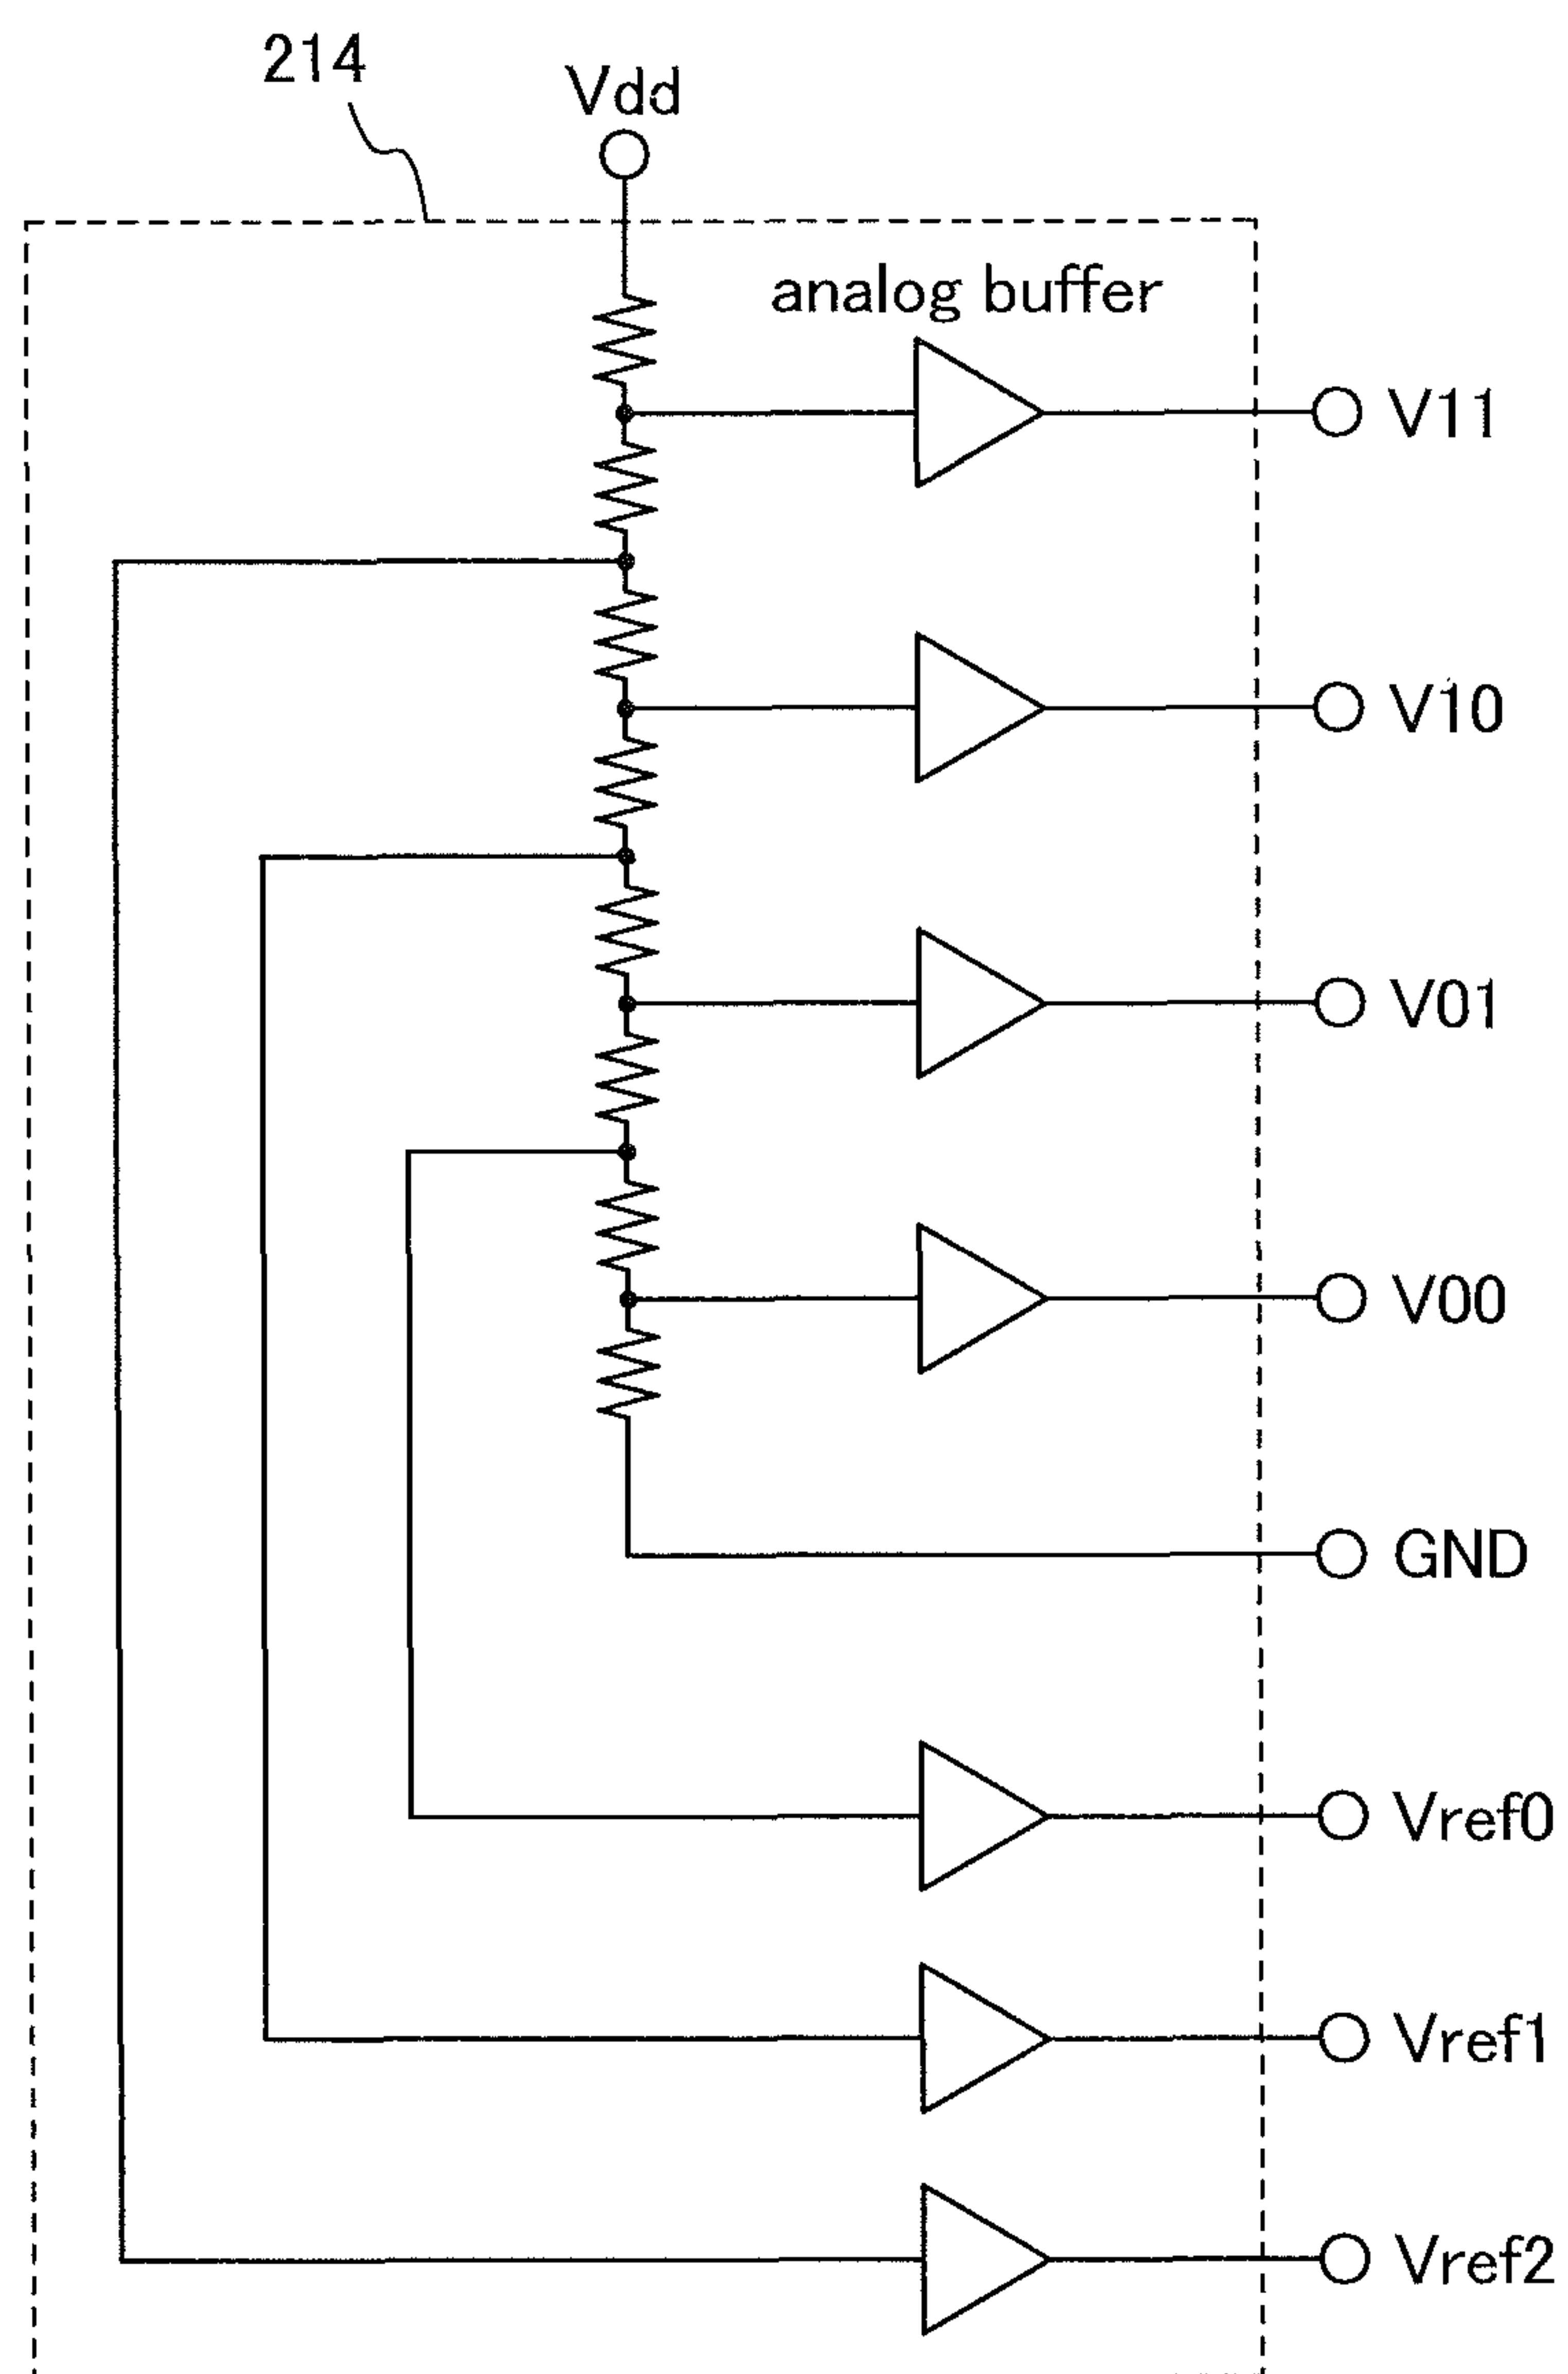 214
Vdd
analog buffer
V11
V10
V01
V00
GND
Vref0
Vref1
Vref2